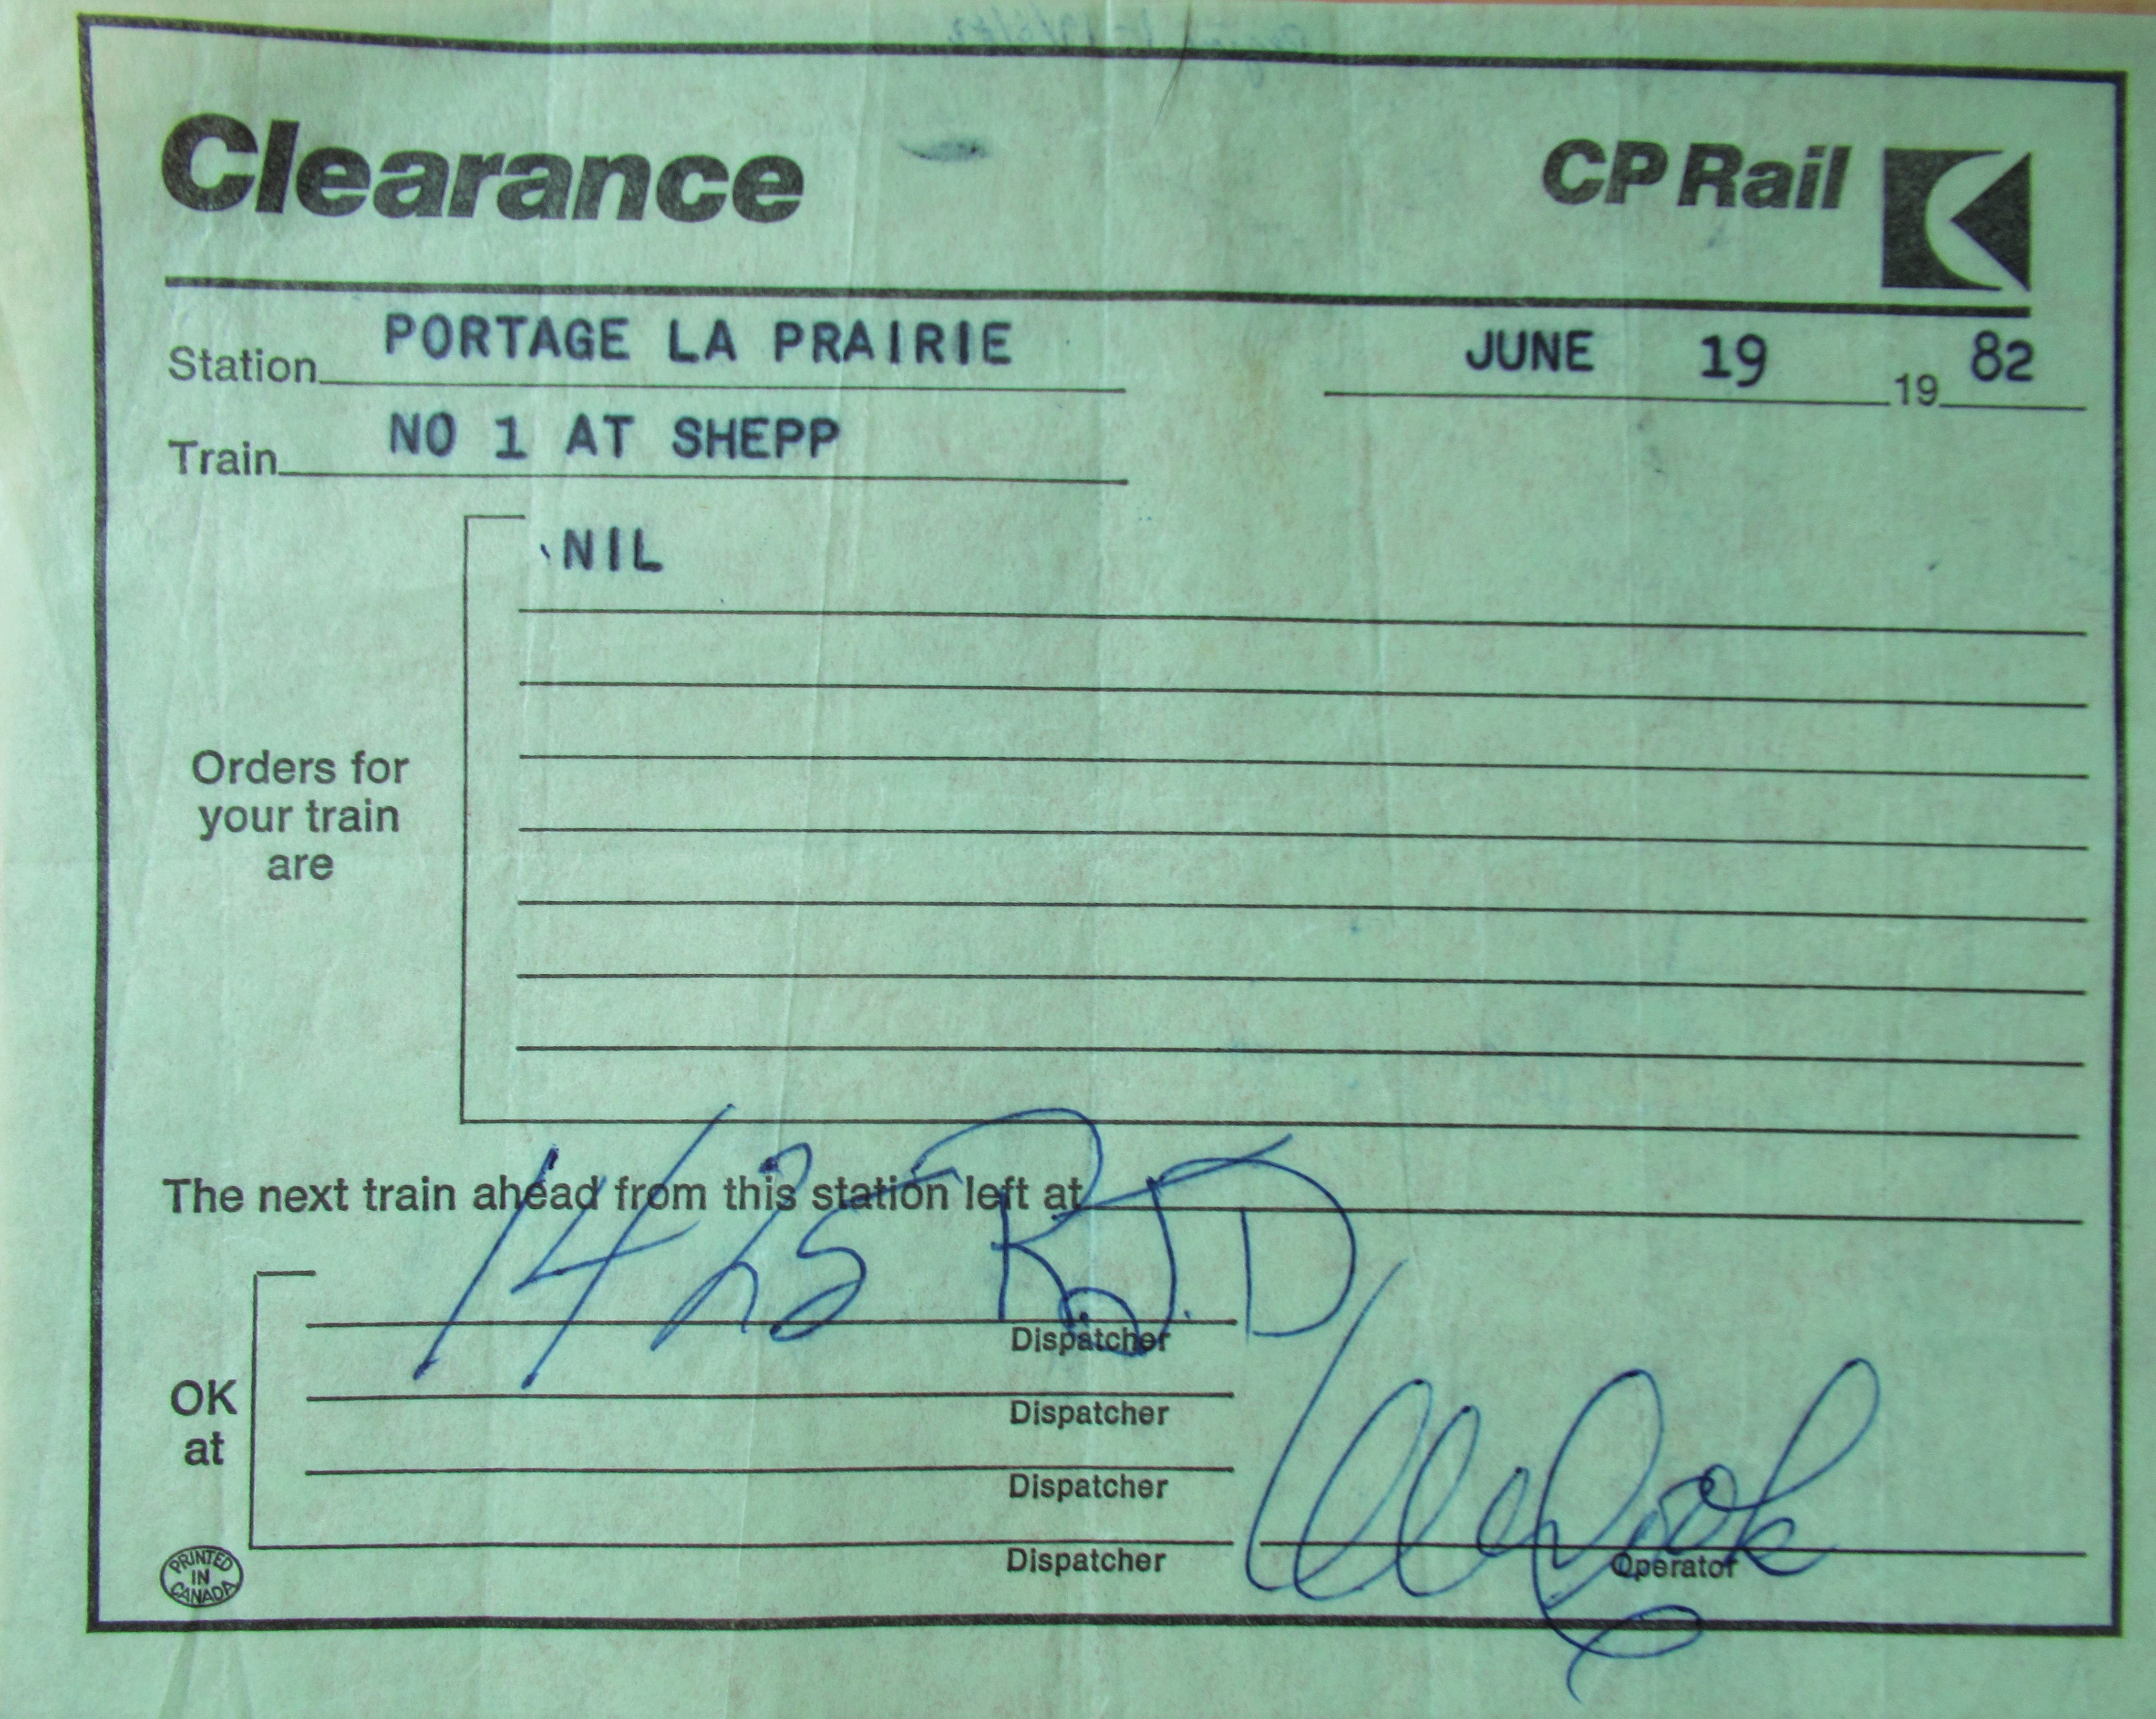 Clearance
CP Rail
Station PORTAGE LA PRAIRIE JUNE 19 19 82
Train NO 1 AT SHEPP
NIL
Orders for
your train
are
The next train ahead from this station left at
1425 RJD
Dispatcher
OK
at
Dispatcher
Dispatcher
Dispatcher
Operator
PRINTED
IN
CANADA